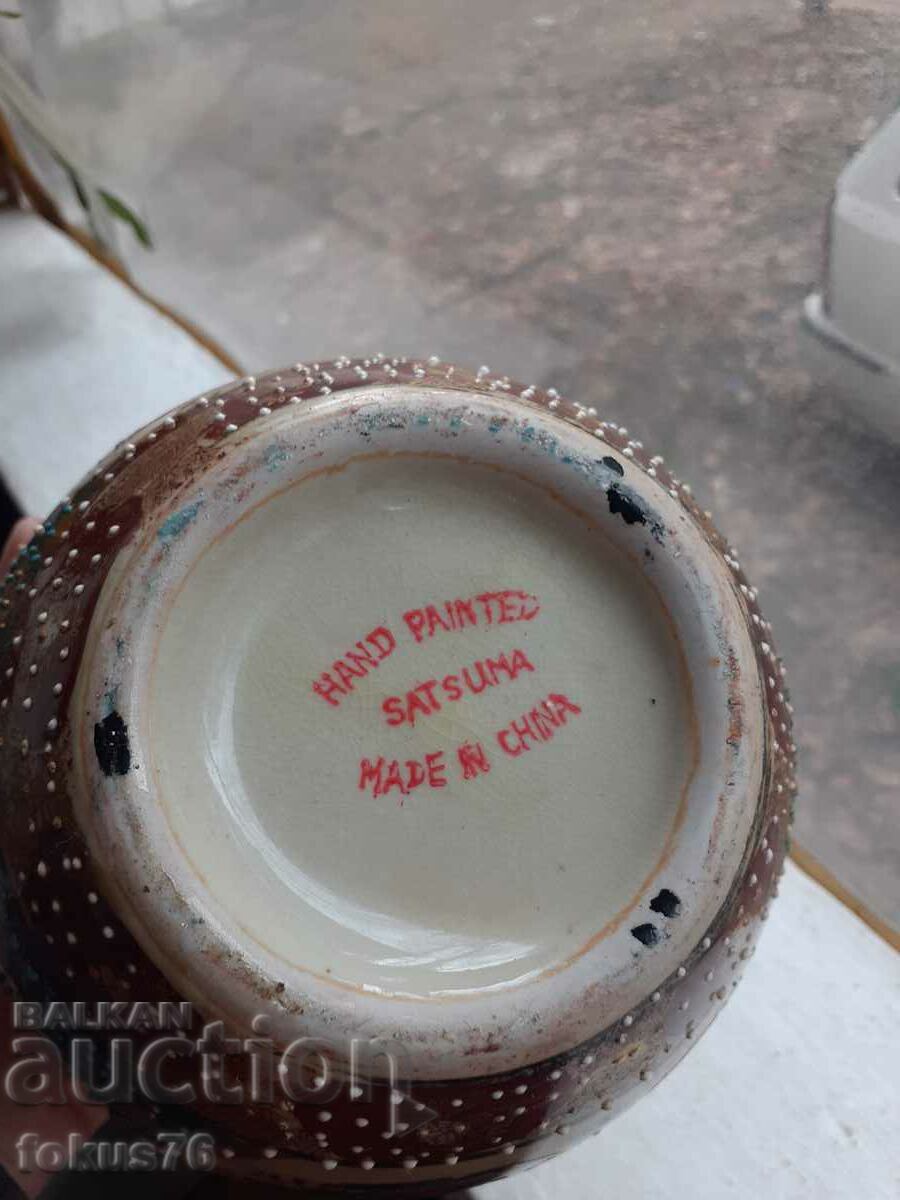 HAND PAINTED
SATSUMA
MADE IN CHINA
BALKAN
auction
fokus76